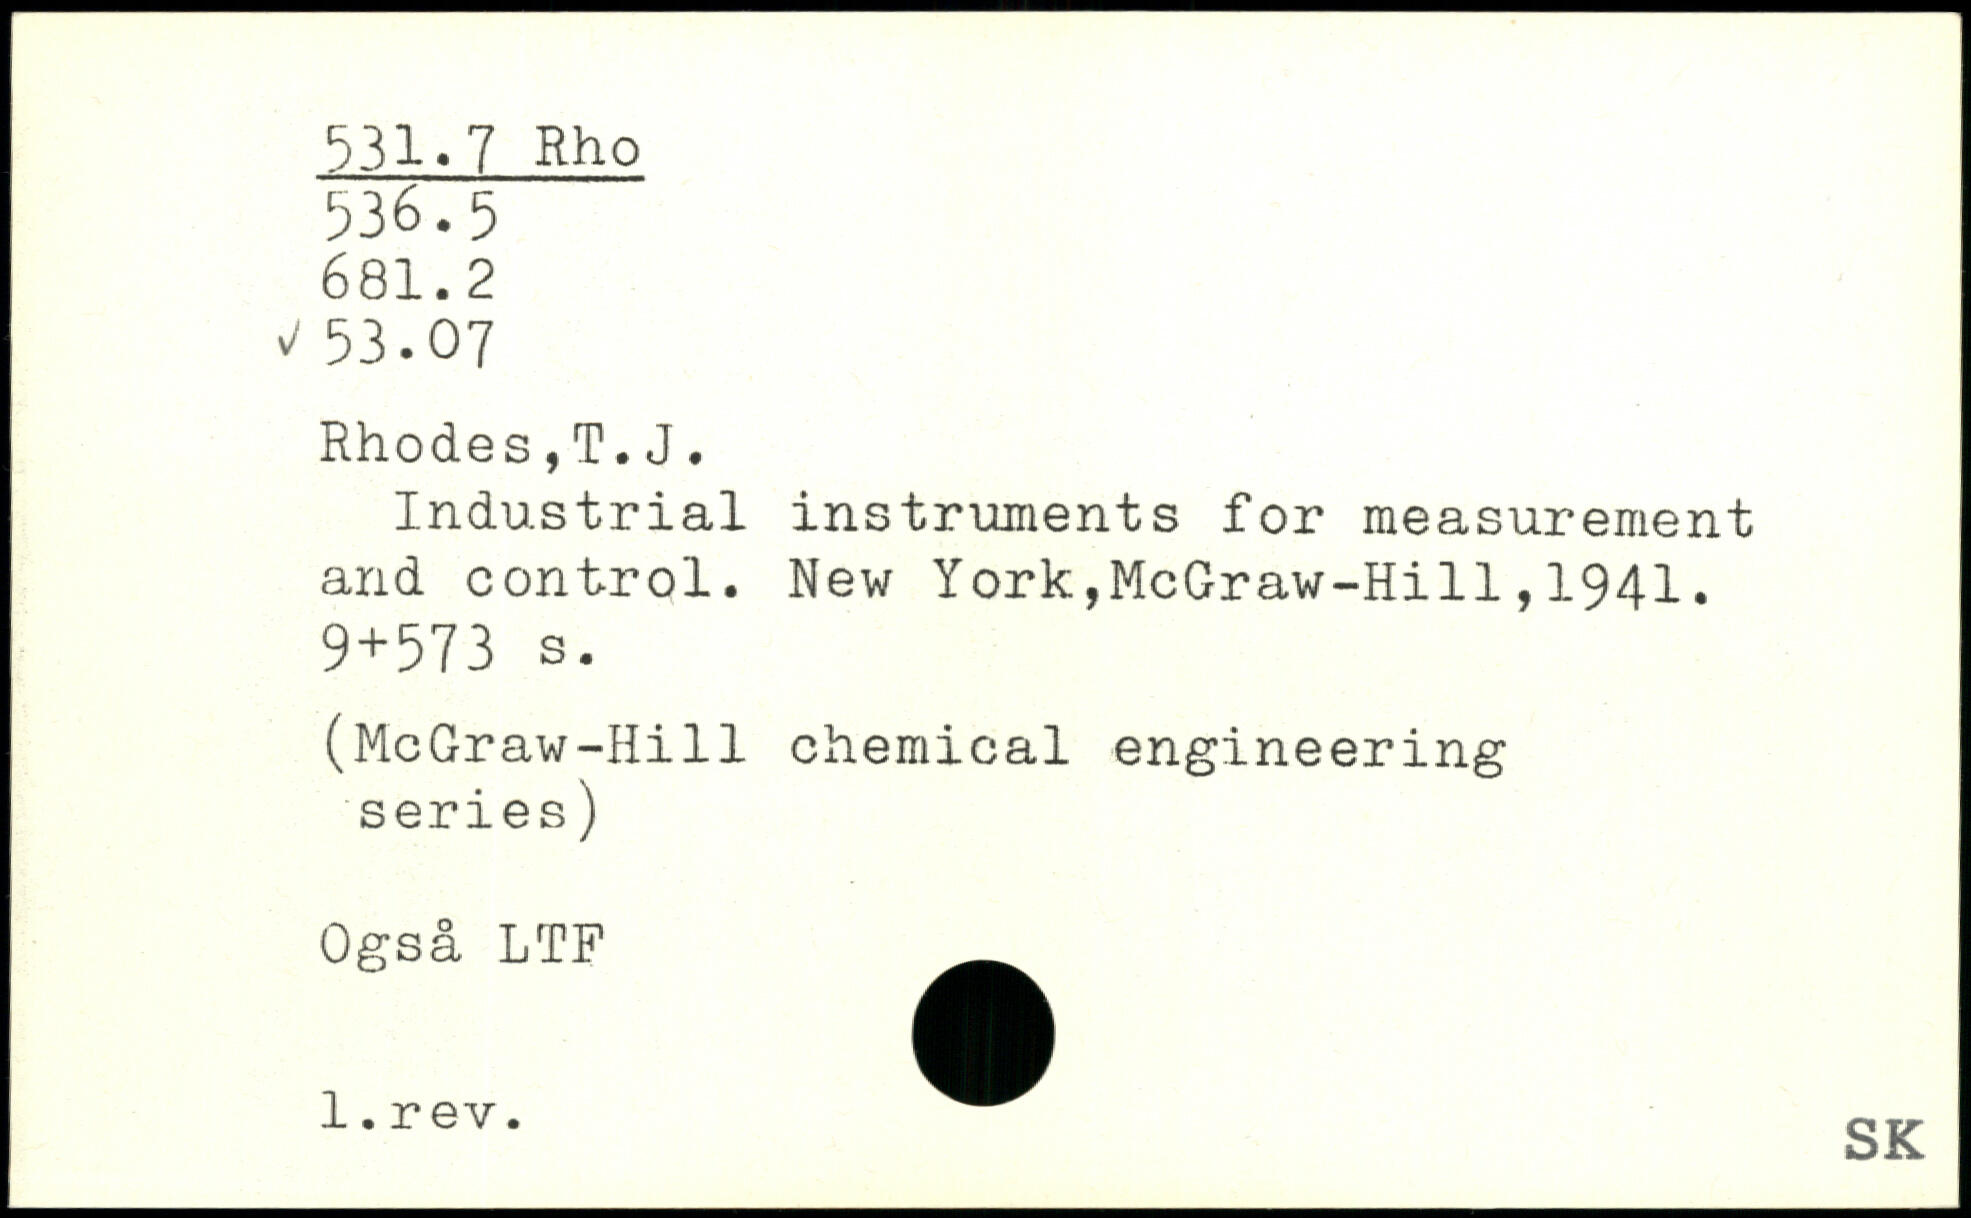 531.7 Rho
536.5
681.2
✓ 53.07
Rhodes,T.J.
Industrial instruments for measurement
and control. New York,McGraw-Hill,1941.
9+573 s.
(McGraw-Hill chemical engineering
series)
Også LTF
1.rev.
SK